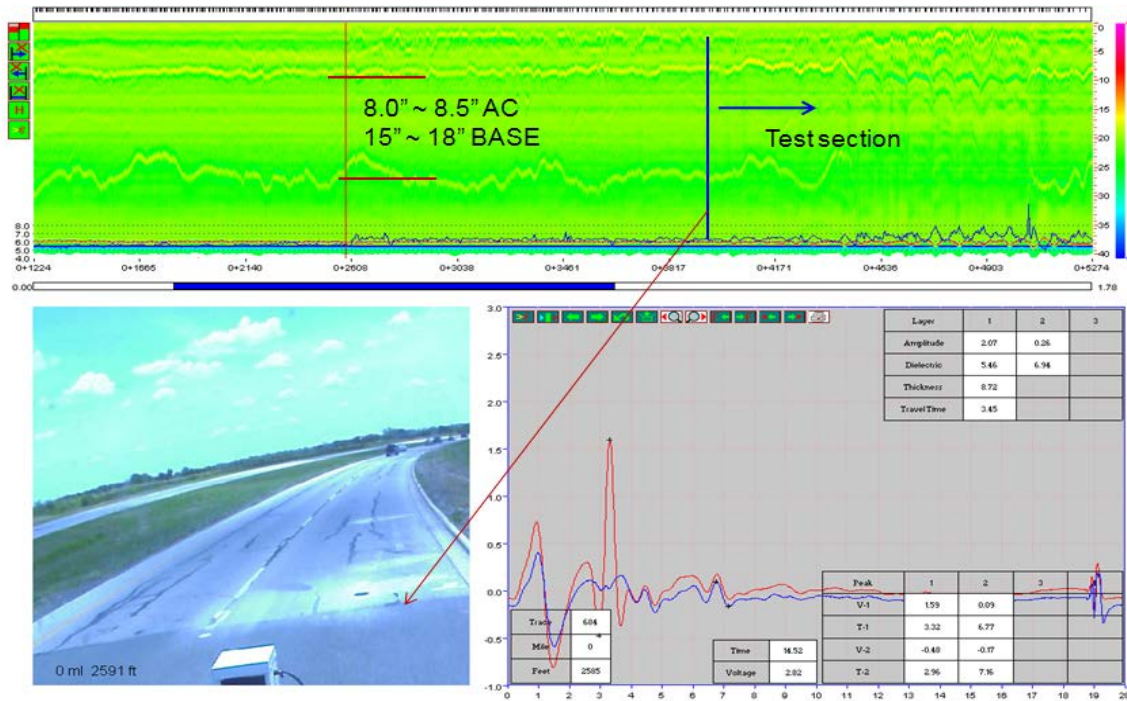 0
-5
-10
-15
-20
-25
-30
-35
-40
8.0” ~ 8.5” AC
15” ~ 18” BASE
Test section
8.0
7.0
6.0
5.0
4.0
0+1224
0+1665
0+2140
0+2608
0+3038
0+3461
0+3817
0+4171
0+4536
0+4903
0+5274
0.00
1.78
H
0 ml 2591 ft
3.0
2.5
2.0
1.5
1.0
0.5
0.0
-0.5
-1.0
Layer 1 2 3
Amplitude 2.07 0.26
Dielectric 5.46 6.94
Thickness 8.72
Travel Time 3.45
Trace 604
Mile 0
Feet 2585
Time 14.52
Voltage 2.82
Peak 1 2 3
V-1 1.59 0.09
T-1 3.32 6.77
V-2 -0.48 -0.17
T-2 2.96 7.16
0 1 2 3 4 5 6 7 8 9 10 11 12 13 14 15 16 17 18 19 20